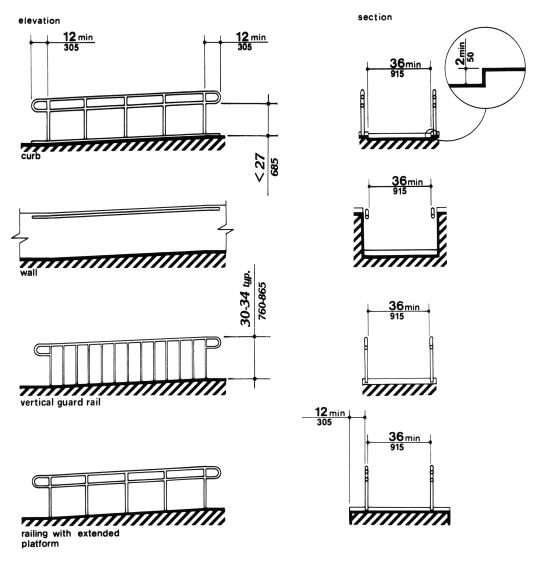 elevation
section
12 min
305
12 min
305
36 min
915
2 min
50
curb
< 27
685
36 min
915
wall
30-34 typ.
760-865
36 min
915
vertical guard rail
12 min
305
36 min
915
railing with extended
platform